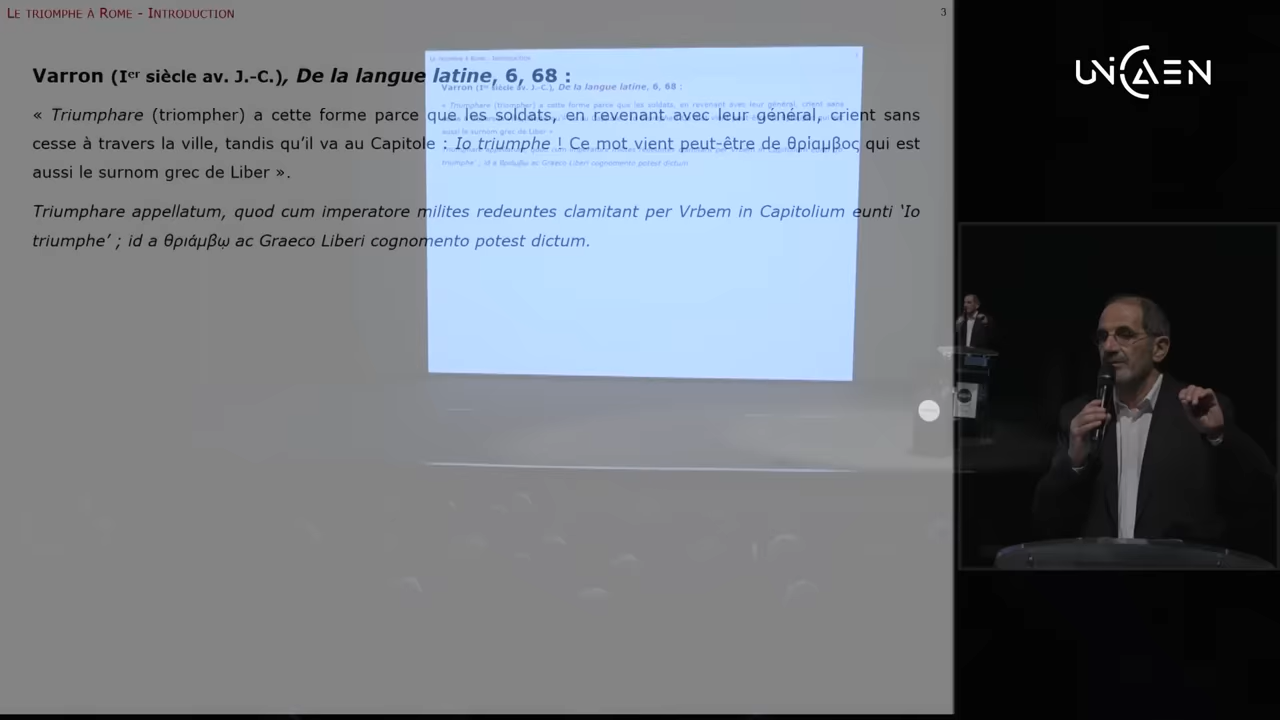 LE TRIOMPHE À ROME - INTRODUCTION
3
Varron (Ier siècle av. J.-C.), De la langue latine, 6, 68 :
« Triumphare (triompher) a cette forme parce que les soldats, en revenant avec leur général, crient sans
cesse à travers la ville, tandis qu’il va au Capitole : Io triumphe ! Ce mot vient peut-être de θρίαμβος qui est
aussi le surnom grec de Liber ».
Triumphare appellatum, quod cum imperatore milites redeuntes clamitant per Vrbem in Capitolium eunti ‘Io
triumphe’ ; id a θριάμβῳ ac Graeco Liberi cognomento potest dictum.
UNICAEN